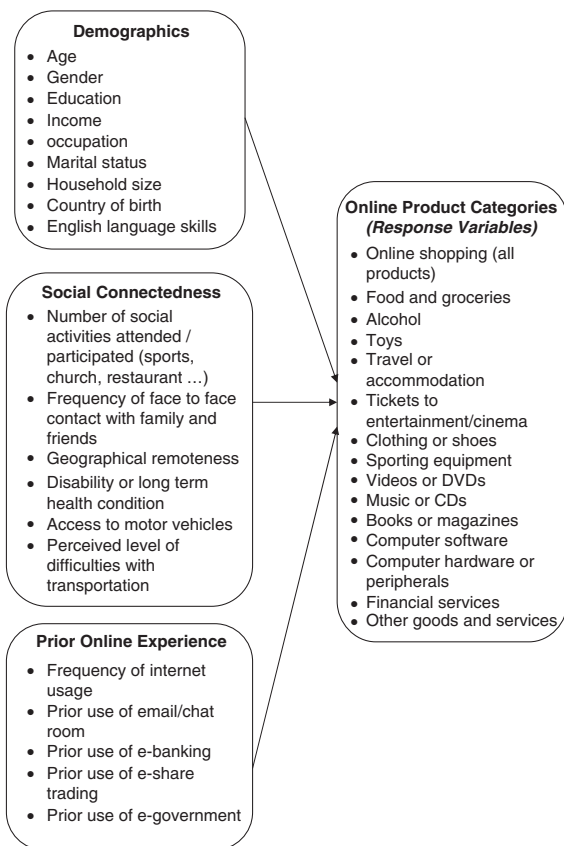 Demographics
• Age
• Gender
• Education
• Income
• occupation
• Marital status
• Household size
• Country of birth
• English language skills
Social Connectedness
• Number of social
activities attended /
participated (sports,
church, restaurant ...)
• Frequency of face to face
contact with family and
friends
• Geographical remoteness
• Disability or long term
health condition
• Access to motor vehicles
• Perceived level of
difficulties with
transportation
Prior Online Experience
• Frequency of internet
usage
• Prior use of email/chat
room
• Prior use of e-banking
• Prior use of e-share
trading
• Prior use of e-government
Online Product Categories
(Response Variables)
• Online shopping (all
products)
• Food and groceries
• Alcohol
• Toys
• Travel or
accommodation
• Tickets to
entertainment/cinema
• Clothing or shoes
• Sporting equipment
• Videos or DVDs
• Music or CDs
• Books or magazines
• Computer software
• Computer hardware or
peripherals
• Financial services
• Other goods and services